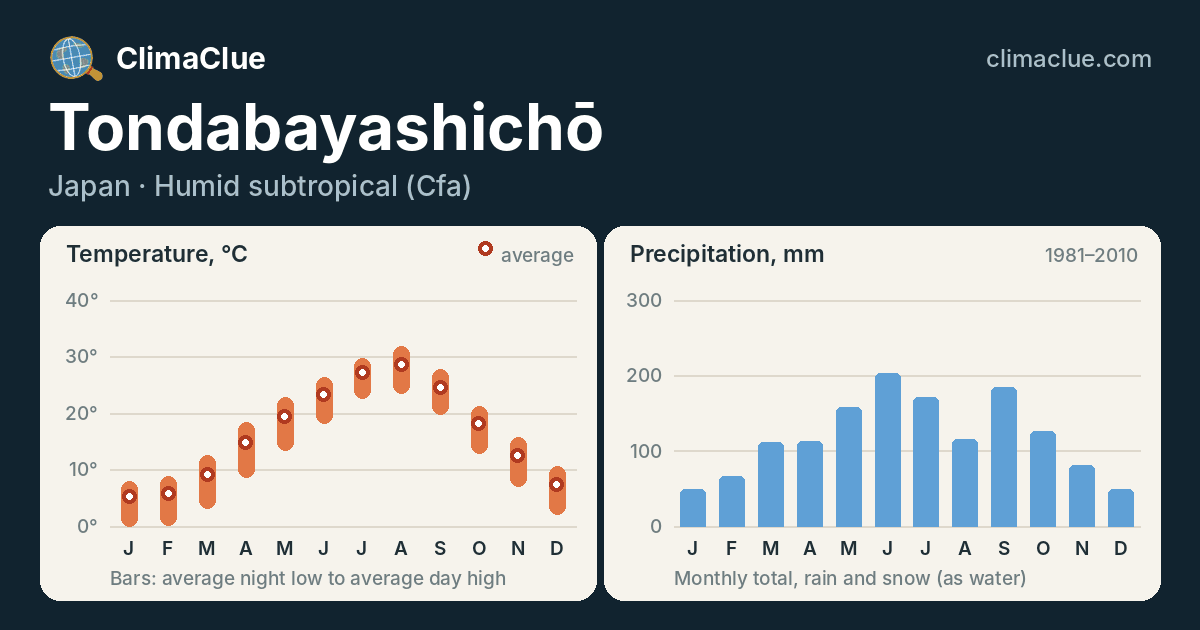 ClimaClue
climaclue.com
Tondabayashichō
Japan · Humid subtropical (Cfa)
Temperature, °C
average
40°
30°
20°
10°
0°
J F M A M J J A S O N D
Bars: average night low to average day high
Precipitation, mm
1981–2010
300
200
100
0
J F M A M J J A S O N D
Monthly total, rain and snow (as water)